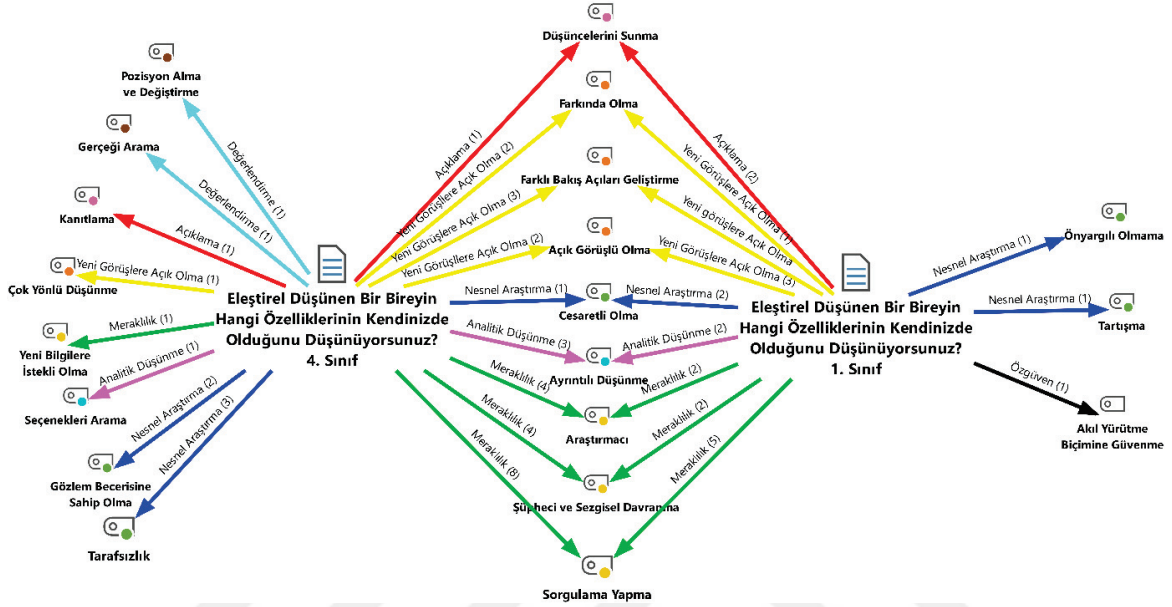 Düşüncelerini Sunma
Pozisyon Alma
ve Değiştirme
Farkında Olma
Gerçeği Arama
Farklı Bakış Açıları Geliştirme
Kanıtlama
Açık Görüşlü Olma
Önyargılı Olmama
Çok Yönlü Düşünme
Cesaretli Olma
Tartışma
Yeni Bilgilere
İstekli Olma
Ayrıntılı Düşünme
Seçenekleri Arama
Araştırmacı
Akıl Yürütme
Biçimine Güvenme
Gözlem Becerisine
Sahip Olma
Şüpheci ve Sezgisel Davranma
Tarafsızlık
Sorgulama Yapma
Eleştirel Düşünen Bir Bireyin
Hangi Özelliklerinin Kendinizde
Olduğunu Düşünüyorsunuz?
4. Sınıf
Eleştirel Düşünen Bir Bireyin
Hangi Özelliklerinin Kendinizde
Olduğunu Düşünüyorsunuz?
1. Sınıf
Değerlendirme (1)
Değerlendirme (1)
Açıklama (1)
Yeni Görüşlere Açık Olma (1)
Meraklılık (1)
Analitik Düşünme (1)
Nesnel Araştırma (2)
Nesnel Araştırma (3)
Açıklama (1)
Yeni Görüşllere Açık Olma (2)
Yeni Görüşlere Açık Olma (3)
Yeni Görüşllere Açık Olma (2)
Nesnel Araştırma (1)
Analitik Düşünme (3)
Meraklılık (4)
Meraklılık (4)
Meraklılık (8)
Açıklama (2)
Yeni Görüşlere Açık Olma (1)
Yeni görüşlere Açık Olma
Yeni Görüşlere Açık Olma (3)
Nesnel Araştırma (2)
Analitik Düşünme (2)
Meraklılık (2)
Meraklılık (2)
Meraklılık (5)
Nesnel Araştırma (1)
Nesnel Araştırma (1)
Özgüven (1)